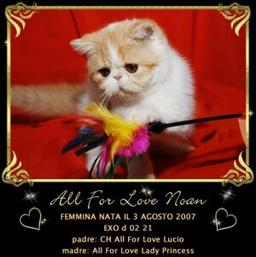 All For Love Noan
FEMMINA NATA IL 3 AGOSTO 2007
EXO d 02 21
padre: CH All For Love Lucio
madre: All For Love Lady Princess